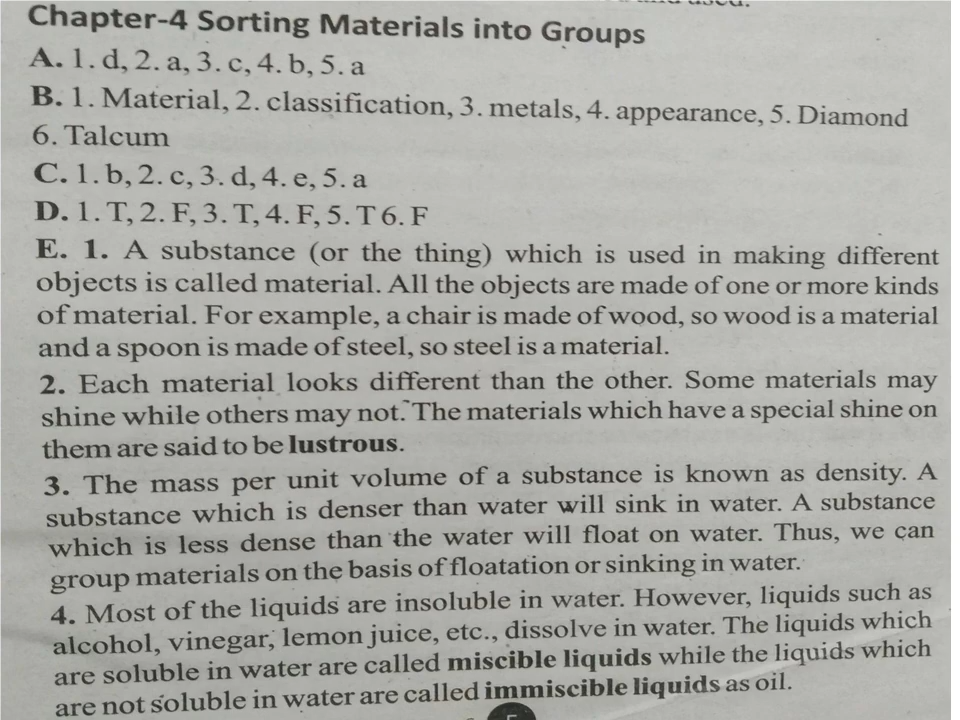 Chapter-4 Sorting Materials into Groups
A. 1. d, 2. a, 3. c, 4. b, 5. a
B. 1. Material, 2. classification, 3. metals, 4. appearance, 5. Diamond
6. Talcum
C. 1. b, 2. c, 3. d, 4. e, 5. a
D. 1. T, 2. F, 3. T, 4. F, 5. T 6. F
E. 1. A substance (or the thing) which is used in making different
objects is called material. All the objects are made of one or more kinds
of material. For example, a chair is made of wood, so wood is a material
and a spoon is made of steel, so steel is a material.
2. Each material looks different than the other. Some materials may
shine while others may not. The materials which have a special shine on
them are said to be lustrous.
3. The mass per unit volume of a substance is known as density. A
substance which is denser than water will sink in water. A substance
which is less dense than the water will float on water. Thus, we can
group materials on the basis of floatation or sinking in water.
4. Most of the liquids are insoluble in water. However, liquids such as
alcohol, vinegar, lemon juice, etc., dissolve in water. The liquids which
are soluble in water are called miscible liquids while the liquids which
are not soluble in water are called immiscible liquids as oil.